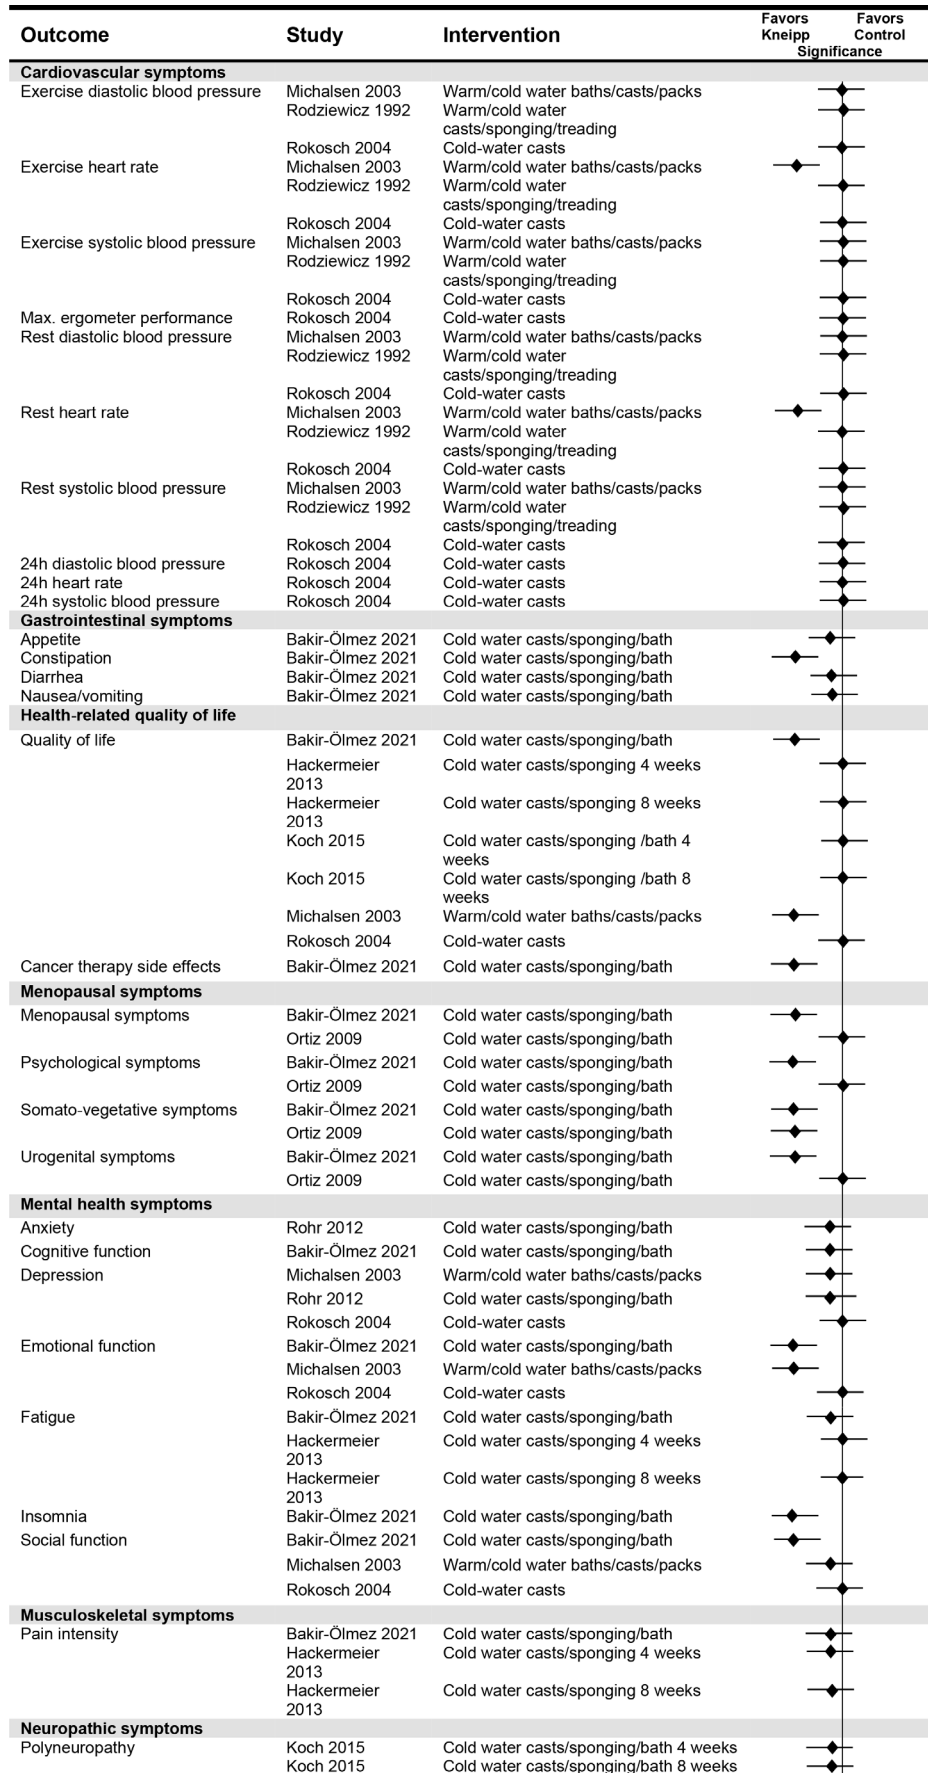 Outcome Study Intervention Favors Kneipp Favors Control
Significance
Cardiovascular symptoms
Exercise diastolic blood pressure Michalsen 2003 Warm/cold water baths/casts/packs
Rodziewicz 1992 Warm/cold water
casts/sponging/treading
Rokosch 2004 Cold-water casts
Exercise heart rate Michalsen 2003 Warm/cold water baths/casts/packs
Rodziewicz 1992 Warm/cold water
casts/sponging/treading
Rokosch 2004 Cold-water casts
Exercise systolic blood pressure Michalsen 2003 Warm/cold water baths/casts/packs
Rodziewicz 1992 Warm/cold water
casts/sponging/treading
Rokosch 2004 Cold-water casts
Max. ergometer performance Rokosch 2004 Cold-water casts
Rest diastolic blood pressure Michalsen 2003 Warm/cold water baths/casts/packs
Rodziewicz 1992 Warm/cold water
casts/sponging/treading
Rokosch 2004 Cold-water casts
Rest heart rate Michalsen 2003 Warm/cold water baths/casts/packs
Rodziewicz 1992 Warm/cold water
casts/sponging/treading
Rokosch 2004 Cold-water casts
Rest systolic blood pressure Michalsen 2003 Warm/cold water baths/casts/packs
Rodziewicz 1992 Warm/cold water
casts/sponging/treading
Rokosch 2004 Cold-water casts
24h diastolic blood pressure Rokosch 2004 Cold-water casts
24h heart rate Rokosch 2004 Cold-water casts
24h systolic blood pressure Rokosch 2004 Cold-water casts
Gastrointestinal symptoms
Appetite Bakir-Ölmez 2021 Cold water casts/sponging/bath
Constipation Bakir-Ölmez 2021 Cold water casts/sponging/bath
Diarrhea Bakir-Ölmez 2021 Cold water casts/sponging/bath
Nausea/vomiting Bakir-Ölmez 2021 Cold water casts/sponging/bath
Health-related quality of life
Quality of life Bakir-Ölmez 2021 Cold water casts/sponging/bath
Hackermeier Cold water casts/sponging 4 weeks
2013
Hackermeier Cold water casts/sponging 8 weeks
2013
Koch 2015 Cold water casts/sponging /bath 4
weeks
Koch 2015 Cold water casts/sponging /bath 8
weeks
Michalsen 2003 Warm/cold water baths/casts/packs
Rokosch 2004 Cold-water casts
Cancer therapy side effects Bakir-Ölmez 2021 Cold water casts/sponging/bath
Menopausal symptoms
Menopausal symptoms Bakir-Ölmez 2021 Cold water casts/sponging/bath
Ortiz 2009 Cold water casts/sponging/bath
Psychological symptoms Bakir-Ölmez 2021 Cold water casts/sponging/bath
Ortiz 2009 Cold water casts/sponging/bath
Somato-vegetative symptoms Bakir-Ölmez 2021 Cold water casts/sponging/bath
Ortiz 2009 Cold water casts/sponging/bath
Urogenital symptoms Bakir-Ölmez 2021 Cold water casts/sponging/bath
Ortiz 2009 Cold water casts/sponging/bath
Mental health symptoms
Anxiety Rohr 2012 Cold water casts/sponging/bath
Cognitive function Bakir-Ölmez 2021 Cold water casts/sponging/bath
Depression Michalsen 2003 Warm/cold water baths/casts/packs
Rohr 2012 Cold water casts/sponging/bath
Rokosch 2004 Cold-water casts
Emotional function Bakir-Ölmez 2021 Cold water casts/sponging/bath
Michalsen 2003 Warm/cold water baths/casts/packs
Rokosch 2004 Cold-water casts
Fatigue Bakir-Ölmez 2021 Cold water casts/sponging/bath
Hackermeier Cold water casts/sponging 4 weeks
2013
Hackermeier Cold water casts/sponging 8 weeks
2013
Insomnia Bakir-Ölmez 2021 Cold water casts/sponging/bath
Social function Bakir-Ölmez 2021 Cold water casts/sponging/bath
Michalsen 2003 Warm/cold water baths/casts/packs
Rokosch 2004 Cold-water casts
Musculoskeletal symptoms
Pain intensity Bakir-Ölmez 2021 Cold water casts/sponging/bath
Hackermeier Cold water casts/sponging 4 weeks
2013
Hackermeier Cold water casts/sponging 8 weeks
2013
Neuropathic symptoms
Polyneuropathy Koch 2015 Cold water casts/sponging/bath 4 weeks
Koch 2015 Cold water casts/sponging/bath 8 weeks